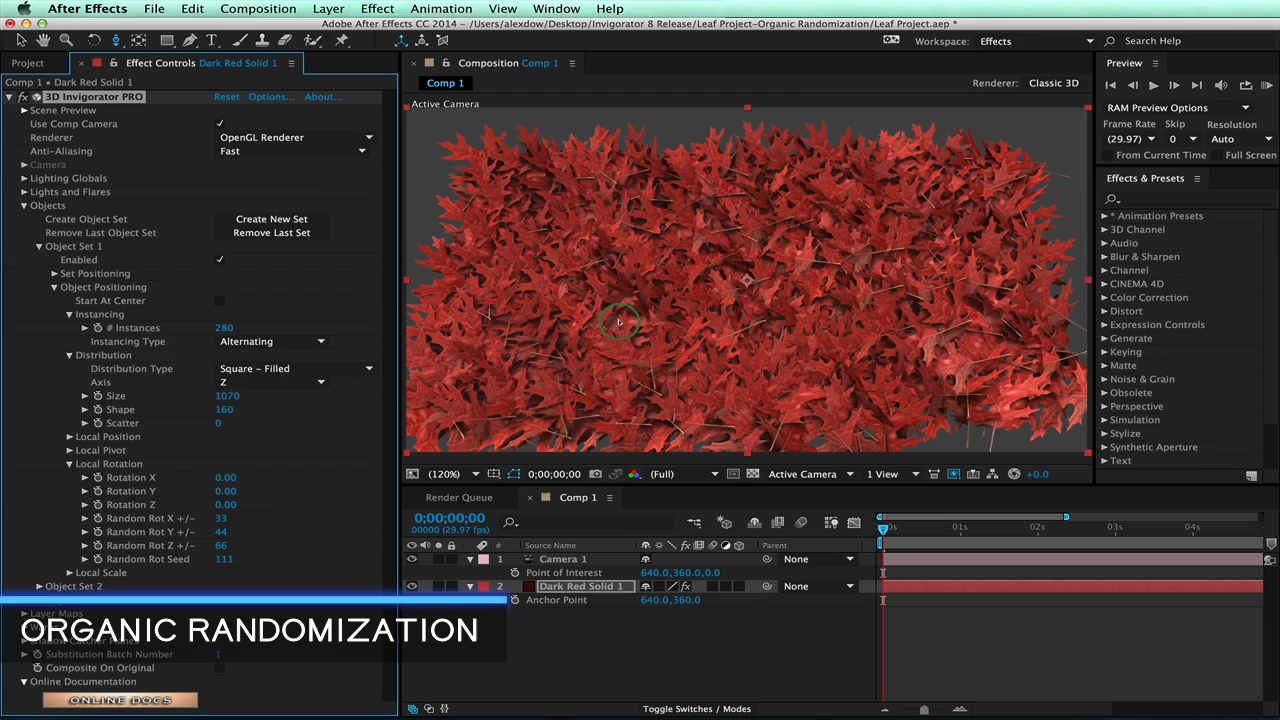 After Effects File Edit Composition Layer Effect Animation View Window Help
Adobe After Effects CC 2014 - /Users/alexdow/Desktop/Invigorator 8 Release/Leaf Project-Organic Randomization/Leaf Project.aep *
Workspace: Effects Search Help
Project × Effect Controls Dark Red Solid 1
Comp 1 • Dark Red Solid 1
fx 3D Invigorator PRO Reset Options... About...
Scene Preview
Use Comp Camera
Renderer OpenGL Renderer
Anti-Aliasing Fast
Camera
Lighting Globals
Lights and Flares
Objects
Create Object Set Create New Set
Remove Last Object Set Remove Last Set
Object Set 1
Enabled
Set Positioning
Object Positioning
Start At Center
Instancing
# Instances 280
Instancing Type Alternating
Distribution
Distribution Type Square - Filled
Axis Z
Size 1070
Shape 160
Scatter 0
Local Position
Local Pivot
Local Rotation
Rotation X 0.00
Rotation Y 0.00
Rotation Z 0.00
Random Rot X +/- 33
Random Rot Y +/- 44
Random Rot Z +/- 66
Random Rot Seed 111
Local Scale
Object Set 2
Layer Maps
ORGANIC RANDOMIZATION
Substitution Batch Number 1
Composite On Original
Online Documentation
ONLINE DOCS
× Composition Comp 1
Comp 1 Renderer: Classic 3D
Active Camera
(120%) 0;00;00;00 (Full) Active Camera 1 View +0.0
Preview
RAM Preview Options
Frame Rate Skip Resolution
(29.97) 0 Auto
From Current Time Full Screen
Effects & Presets
* Animation Presets
3D Channel
Audio
Blur & Sharpen
Channel
CINEMA 4D
Color Correction
Distort
Expression Controls
Generate
Keying
Matte
Noise & Grain
Obsolete
Perspective
Simulation
Stylize
Synthetic Aperture
Text
Render Queue × Comp 1
0;00;00;00
00000 (29.97 fps)
0s 01s 02s 03s 04s
# Source Name fx Parent
1 Camera 1 None
Point of Interest 640.0,360.0,0.0
2 Dark Red Solid 1 fx None
Anchor Point 640.0,360.0
Toggle Switches / Modes